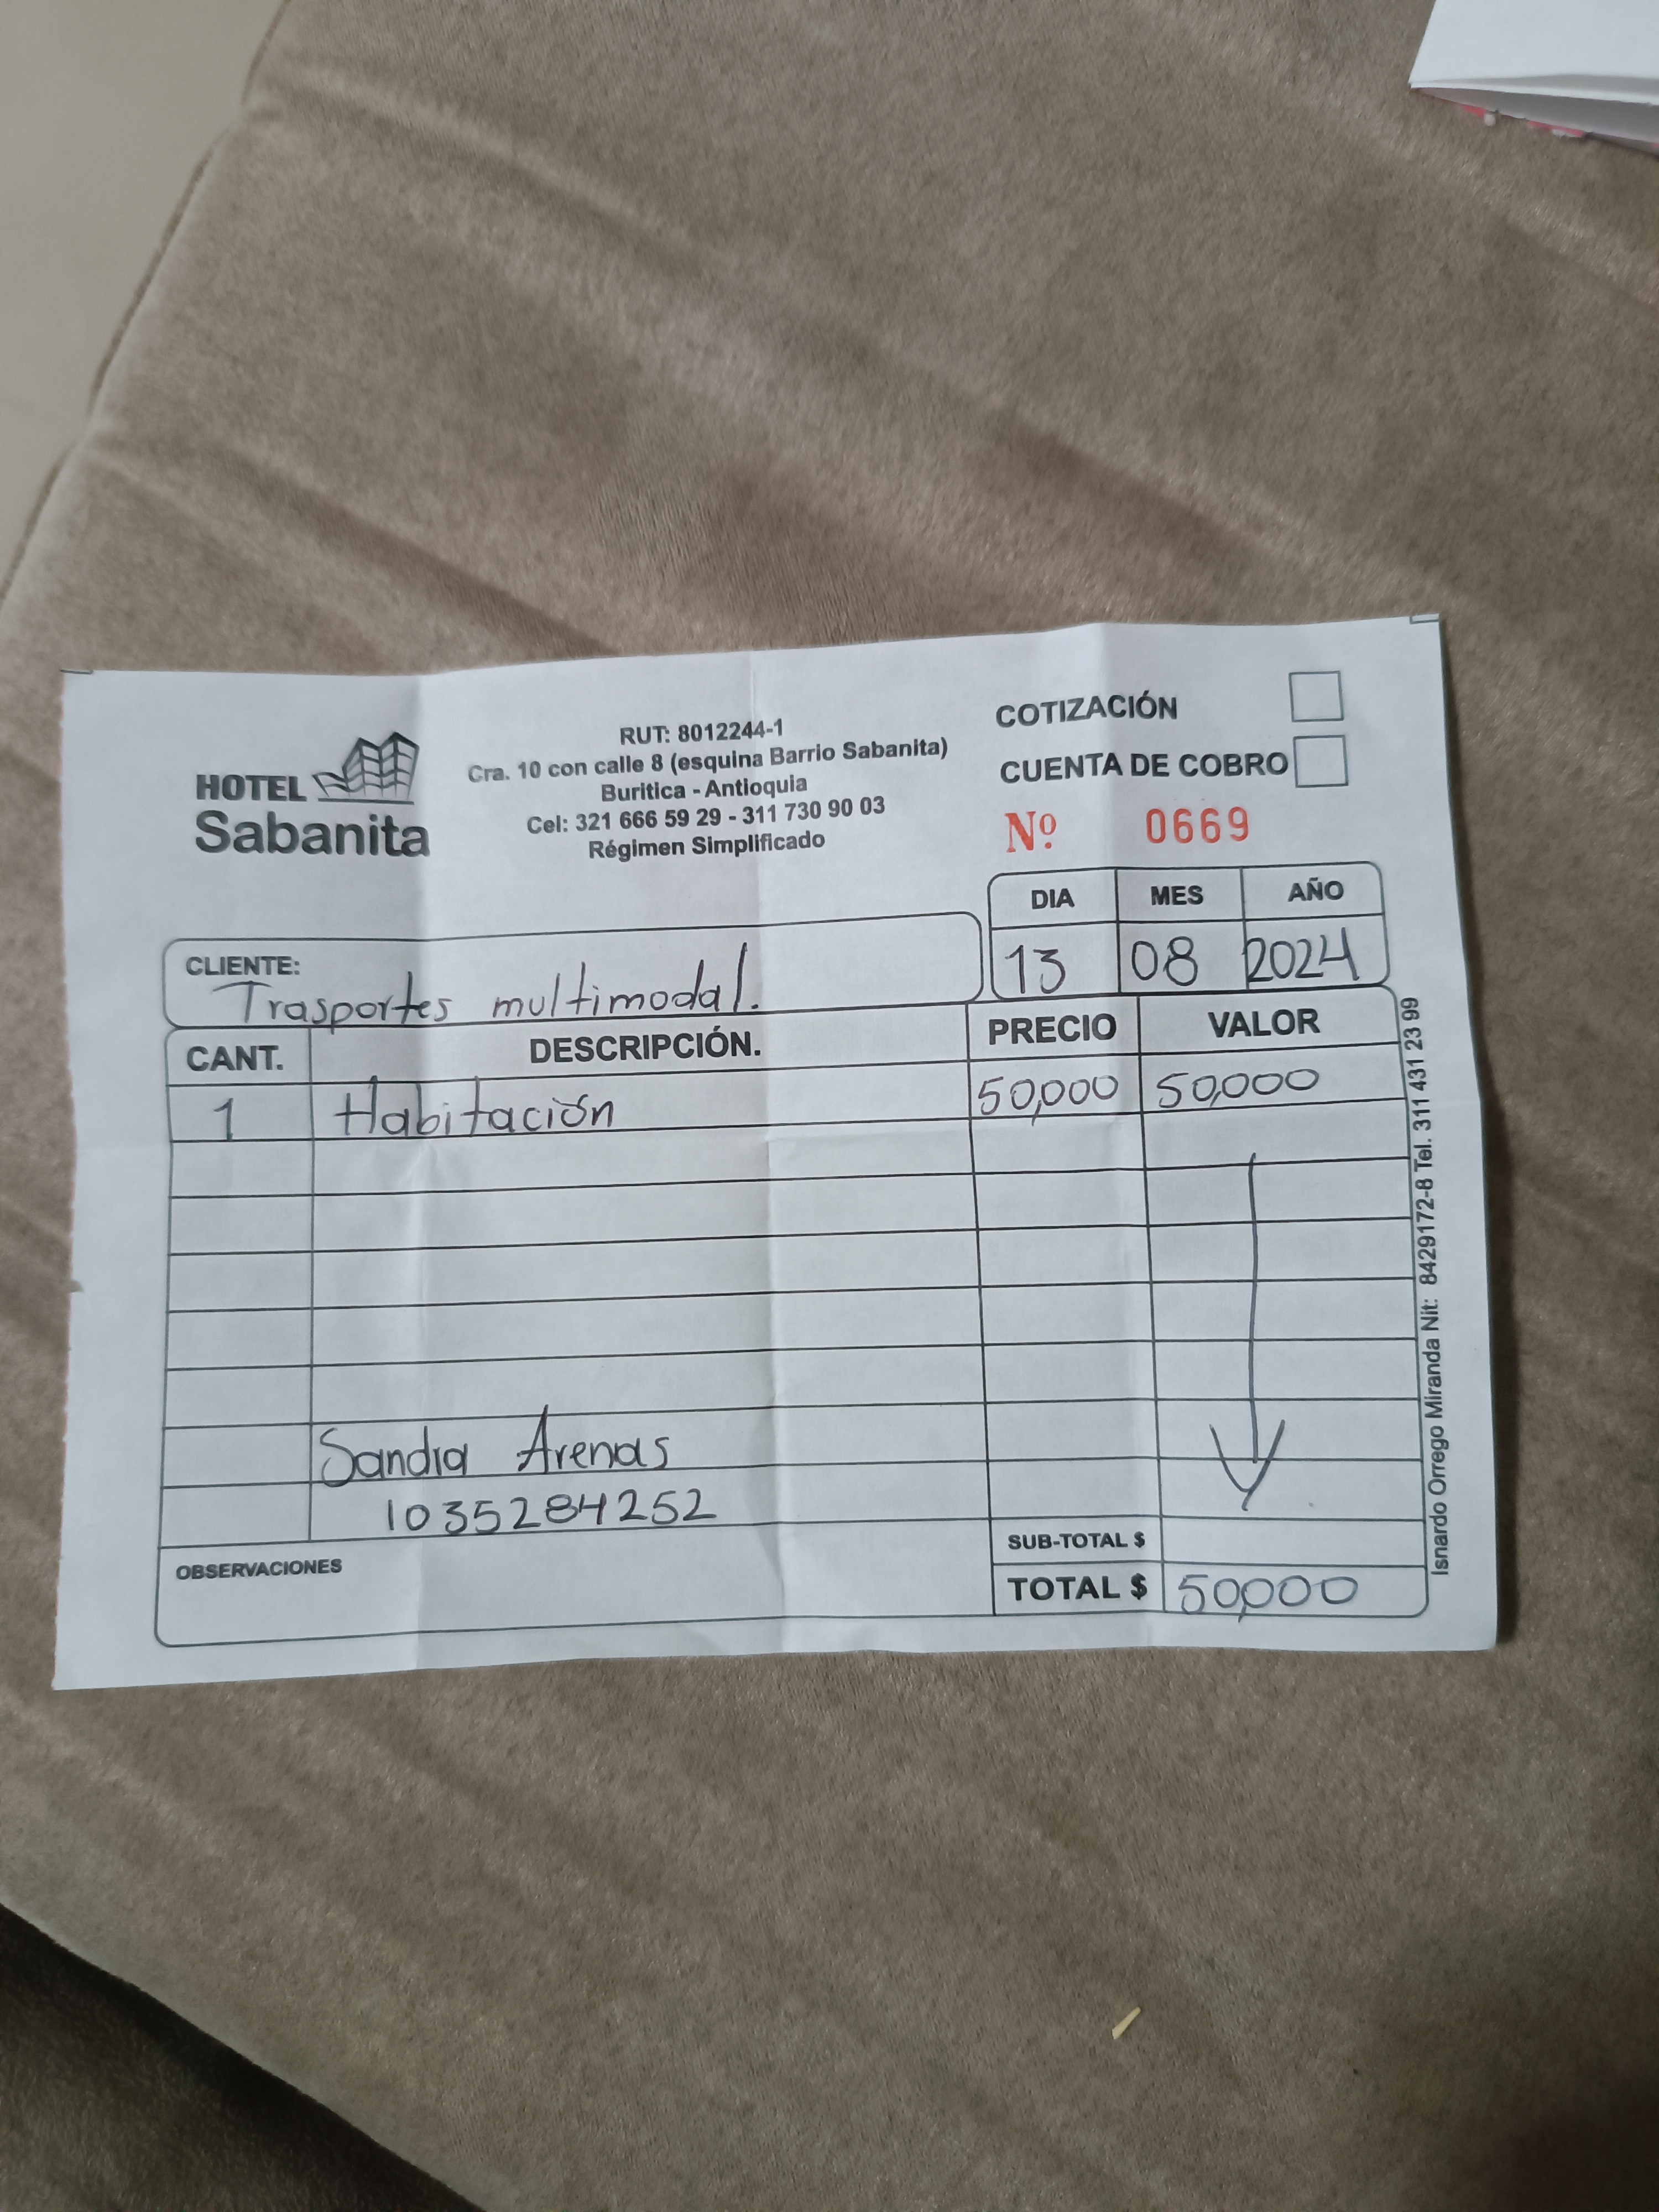 HOTEL
Sabanita
RUT: 8012244-1
Cra. 10 con calle 8 (esquina Barrio Sabanita)
Buritica - Antioquia
Cel: 321 666 59 29 - 311 730 90 03
Régimen Simplificado
COTIZACIÓN
CUENTA DE COBRO
Nº 0669
DIA MES AÑO
13 08 2024
CLIENTE:
Trasportes multimodal.
CANT. DESCRIPCIÓN. PRECIO VALOR
1 Habitación 50,000 50,000
Sandra Arenas
1035284252
SUB-TOTAL $
OBSERVACIONES
TOTAL $ 50,000
Isnardo Orrego Miranda Nit: 8429172-8 Tel. 311 431 23 99